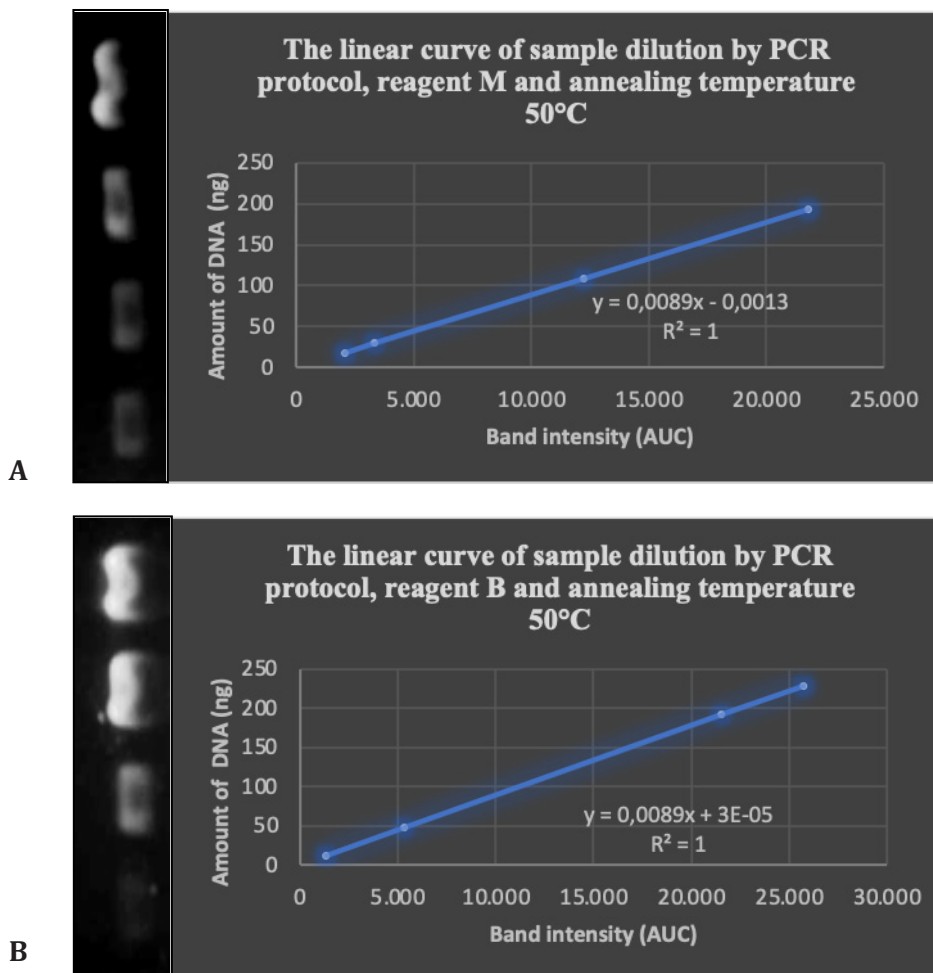 The linear curve of sample dilution by PCR
protocol, reagent M and annealing temperature
50°C
250
200
150
100
50
0
Amount of DNA (ng)
y = 0,0089x - 0,0013
R² = 1
0 5.000 10.000 15.000 20.000 25.000
Band intensity (AUC)
A
The linear curve of sample dilution by PCR
protocol, reagent B and annealing temperature
50°C
250
200
150
100
50
0
Amount of DNA (ng)
y = 0,0089x + 3E-05
R² = 1
0 5.000 10.000 15.000 20.000 25.000 30.000
Band intensity (AUC)
B